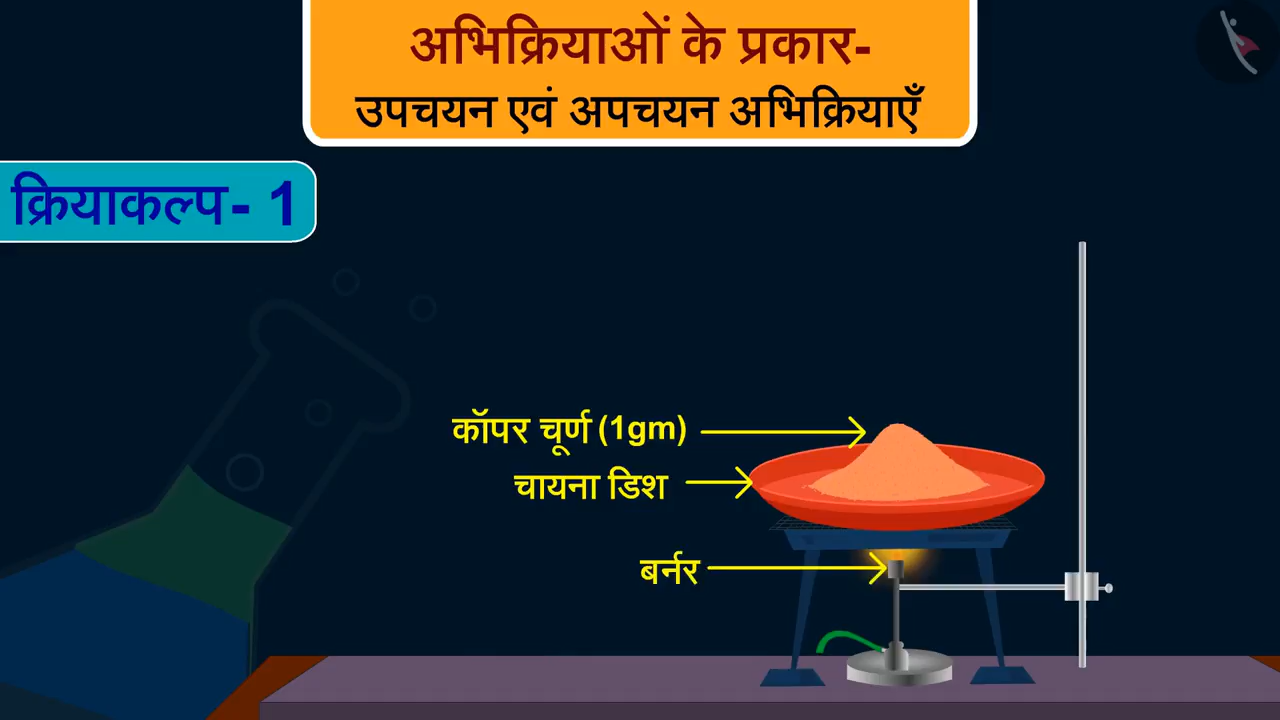 अभिक्रियाओं के प्रकार-
उपचयन एवं अपचयन अभिक्रियाएँ
क्रियाकल्प- 1
कॉपर चूर्ण (1gm)
चायना डिश
बर्नर